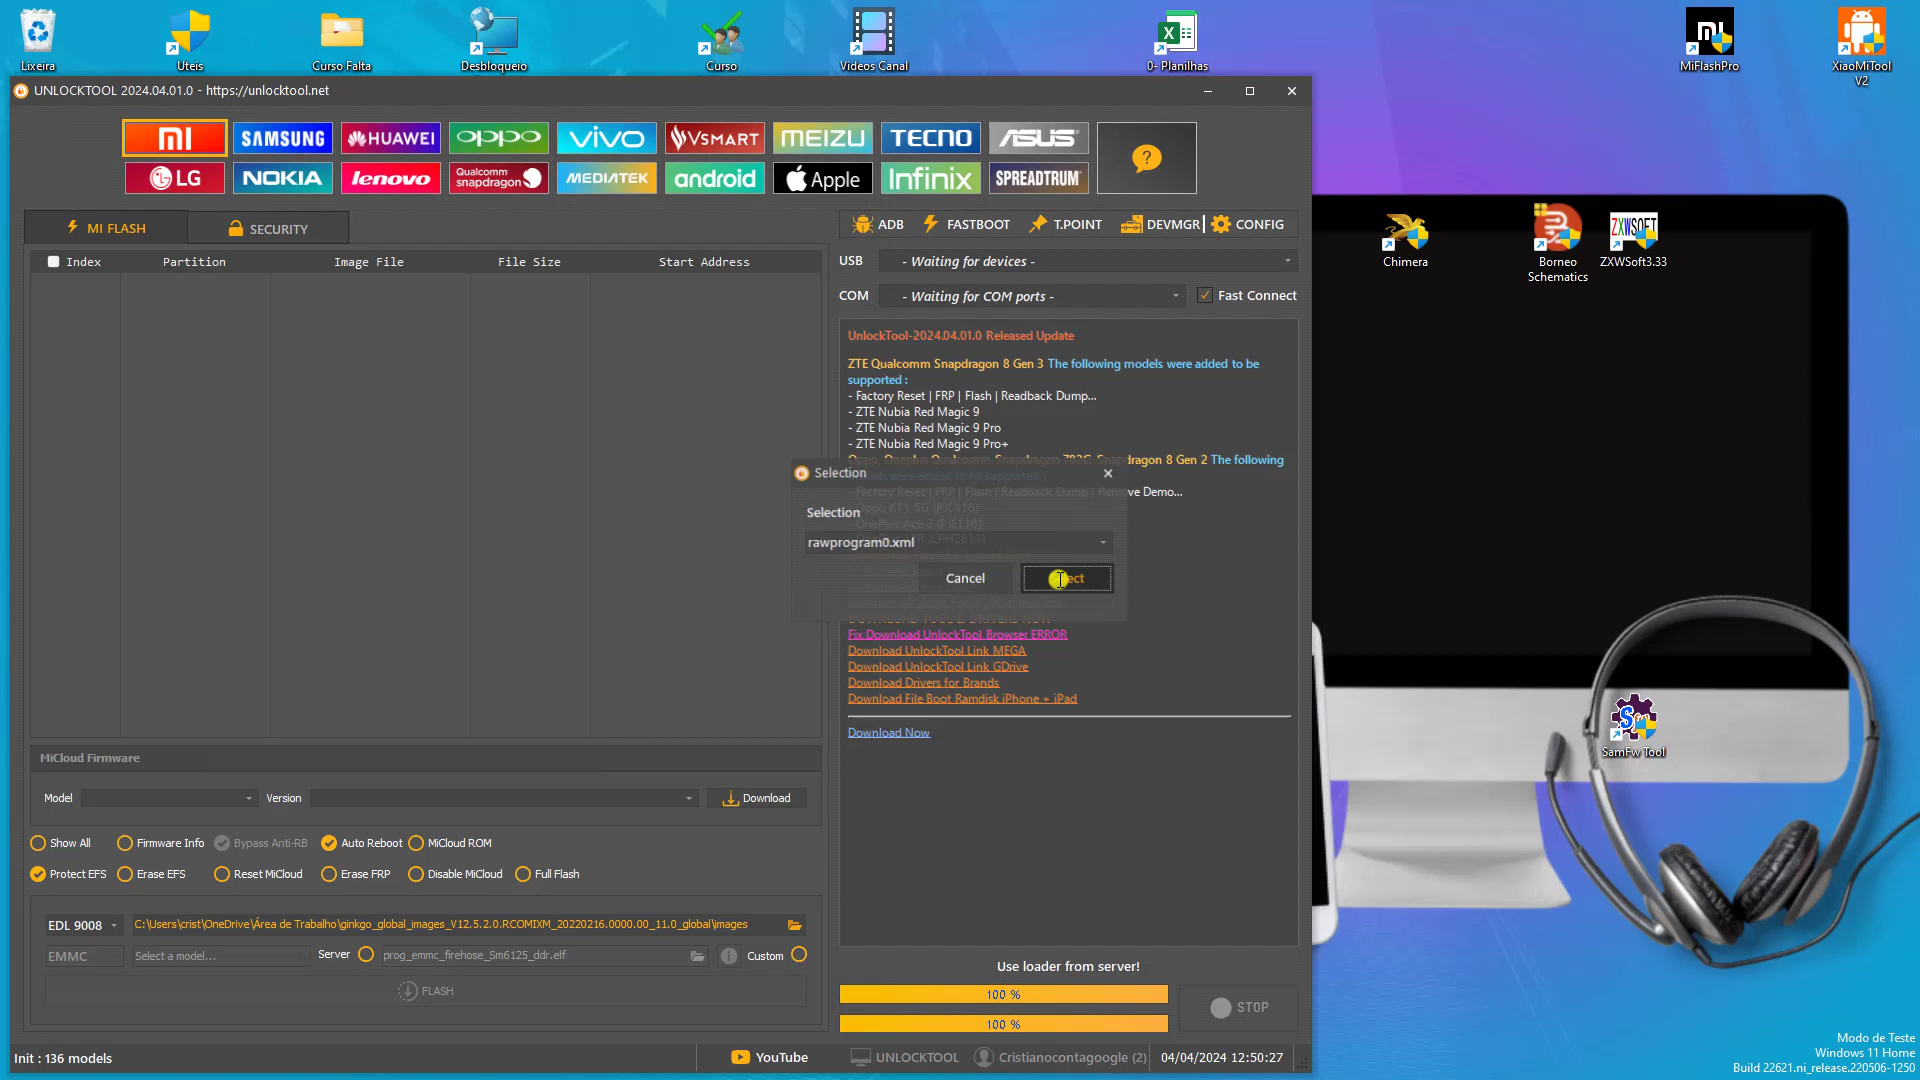 Lixeira
Uteis
Curso Falta
Desbloqueio
Curso
Videos Canal
0- Planilhas
MiFlashPro
XiaoMiTool V2
UNLOCKTOOL 2024.04.01.0 - https://unlocktool.net
MI
SAMSUNG
HUAWEI
oppo
vivo
VSMART
MEIZU
TECNO
ASUS
LG
NOKIA
lenovo
Qualcomm snapdragon
MEDIATEK
android
Apple
Infinix
SPREADTRUM
?
MI FLASH
SECURITY
ADB
FASTBOOT
T.POINT
DEVMGR
CONFIG
Index
Partition
Image File
File Size
Start Address
USB
- Waiting for devices -
COM
- Waiting for COM ports -
Fast Connect
UnlockTool-2024.04.01.0 Released Update
ZTE Qualcomm Snapdragon 8 Gen 3 The following models were added to be
supported :
- Factory Reset | FRP | Flash | Readback Dump...
- ZTE Nubia Red Magic 9
- ZTE Nubia Red Magic 9 Pro
- ZTE Nubia Red Magic 9 Pro+
Oppo, Oneplus Qualcomm Snapdragon 782G, Snapdragon 8 Gen 2 The following
models were added to be supported :
- Factory Reset | FRP | Flash | Readback Dump | Remove Demo...
- Oppo K11 5G (PJC110)
- OnePlus Ace 3 (PJE110)
Selection
Selection
rawprogram0.xml
Cancel
Fix Download UnlockTool Browser ERROR
Download UnlockTool Link MEGA
Download UnlockTool Link GDrive
Download Drivers for Brands
Download File Boot Ramdisk iPhone + iPad
Download Now
MiCloud Firmware
Model
Version
Download
Show All
Firmware Info
Bypass Anti-RB
Auto Reboot
MiCloud ROM
Protect EFS
Erase EFS
Reset MiCloud
Erase FRP
Disable MiCloud
Full Flash
EDL 9008
C:\Users\crist\OneDrive\Área de Trabalho\ginkgo_global_images_V12.5.2.0.RCOMIXM_20220216.0000.00_11.0_global\images
EMMC
Select a model...
Server
prog_emmc_firehose_Sm6125_ddr.elf
Custom
FLASH
Use loader from server!
100 %
100 %
STOP
Init : 136 models
YouTube
UNLOCKTOOL
Cristianocontagoogle (2)
04/04/2024 12:50:27
Chimera
Borneo Schematics
ZXWSOFT
ZXWSoft3.33
SamFw Tool
Modo de Teste
Windows 11 Home
Build 22621.ni_release.220506-1250